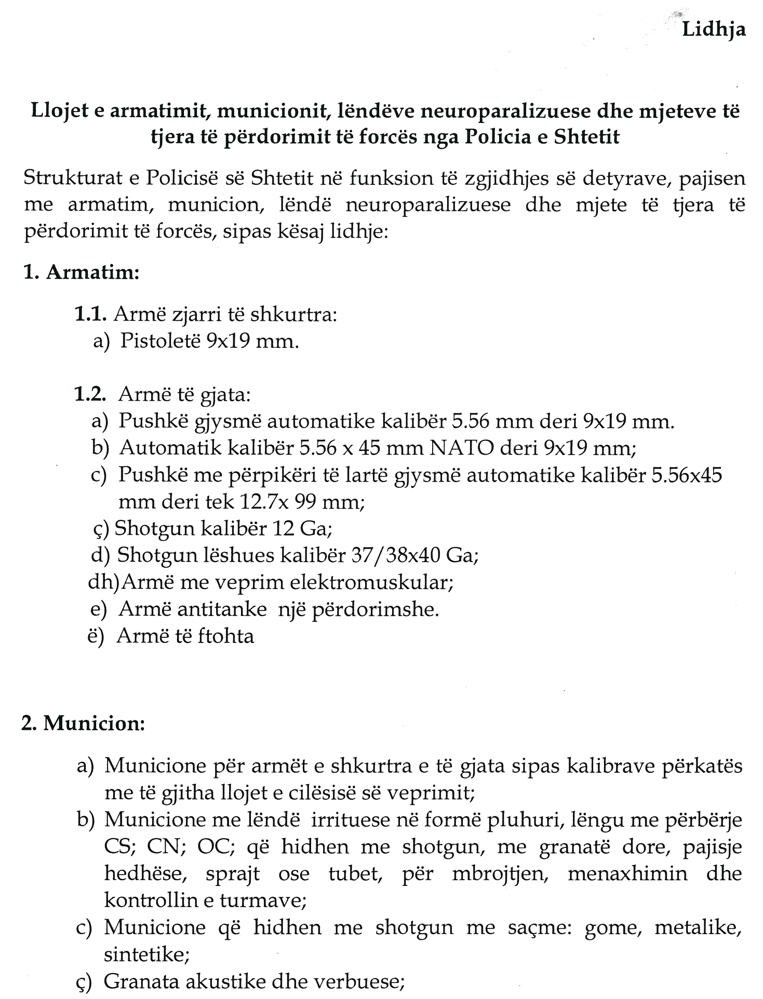 Lidhja
Llojet e armatimit, municionit, lëndëve neuroparalizuese dhe mjeteve të
tjera të përdorimit të forcës nga Policia e Shtetit
Strukturat e Policisë së Shtetit në funksion të zgjidhjes së detyrave, pajisen
me armatim, municion, lëndë neuroparalizuese dhe mjete të tjera të
përdorimit të forcës, sipas kësaj lidhje:
1. Armatim:
1.1. Armë zjarri të shkurtra:
a) Pistoletë 9x19 mm.
1.2. Armë të gjata:
a) Pushkë gjysmë automatike kalibër 5.56 mm deri 9x19 mm.
b) Automatik kalibër 5.56 x 45 mm NATO deri 9x19 mm;
c) Pushkë me përpikëri të lartë gjysmë automatike kalibër 5.56x45
mm deri tek 12.7x 99 mm;
ç) Shotgun kalibër 12 Ga;
d) Shotgun lëshues kalibër 37/38x40 Ga;
dh)Armë me veprim elektromuskular;
e) Armë antitanke një përdorimshe.
ë) Armë të ftohta
2. Municion:
a) Municione për armët e shkurtra e të gjata sipas kalibrave përkatës
me të gjitha llojet e cilësisë së veprimit;
b) Municione me lëndë irrituese në formë pluhuri, lëngu me përbërje
CS; CN; OC; që hidhen me shotgun, me granatë dore, pajisje
hedhëse, sprajt ose tubet, për mbrojtjen, menaxhimin dhe
kontrollin e turmave;
c) Municione që hidhen me shotgun me saçme: gome, metalike,
sintetike;
ç) Granata akustike dhe verbuese;